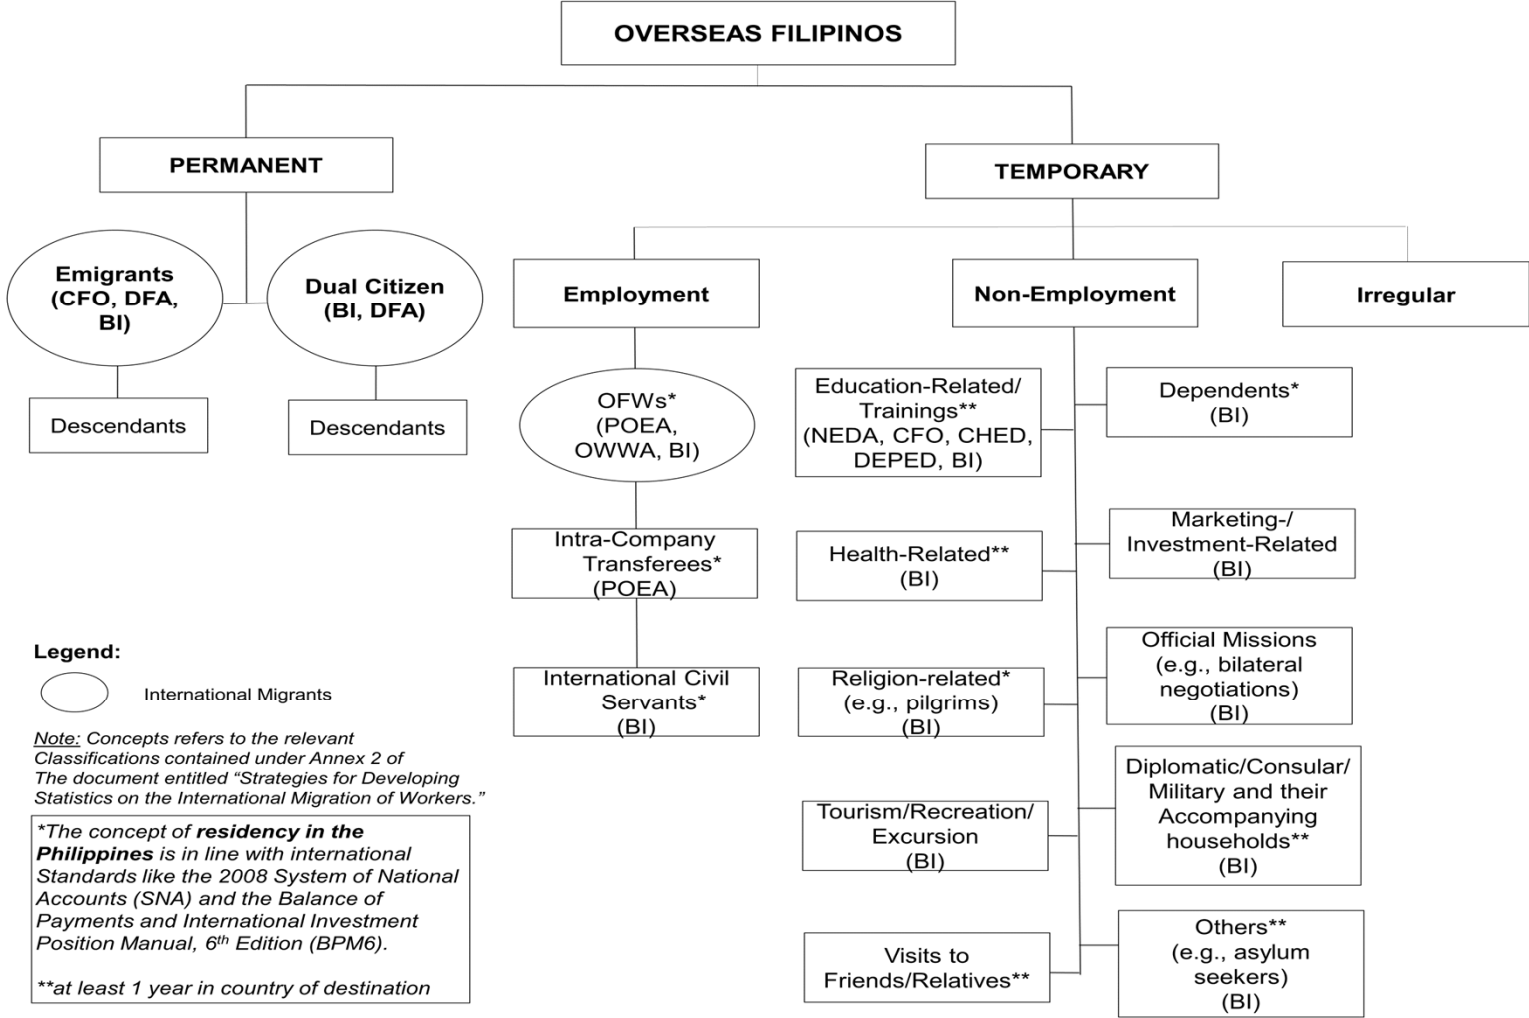 OVERSEAS FILIPINOS
PERMANENT
TEMPORARY
Emigrants
(CFO, DFA,
BI)
Dual Citizen
(BI, DFA)
Descendants
Descendants
Employment
Non-Employment
Irregular
OFWs*
(POEA,
OWWA, BI)
Intra-Company
Transferees*
(POEA)
International Civil
Servants*
(BI)
Education-Related/
Trainings**
(NEDA, CFO, CHED,
DEPED, BI)
Dependents*
(BI)
Health-Related**
(BI)
Marketing-/
Investment-Related
(BI)
Religion-related*
(e.g., pilgrims)
(BI)
Official Missions
(e.g., bilateral
negotiations)
(BI)
Tourism/Recreation/
Excursion
(BI)
Diplomatic/Consular/
Military and their
Accompanying
households**
(BI)
Visits to
Friends/Relatives**
Others**
(e.g., asylum
seekers)
(BI)
Legend:
International Migrants
Note: Concepts refers to the relevant
Classifications contained under Annex 2 of
The document entitled “Strategies for Developing
Statistics on the International Migration of Workers.”
*The concept of residency in the
Philippines is in line with international
Standards like the 2008 System of National
Accounts (SNA) and the Balance of
Payments and International Investment
Position Manual, 6th Edition (BPM6).
**at least 1 year in country of destination